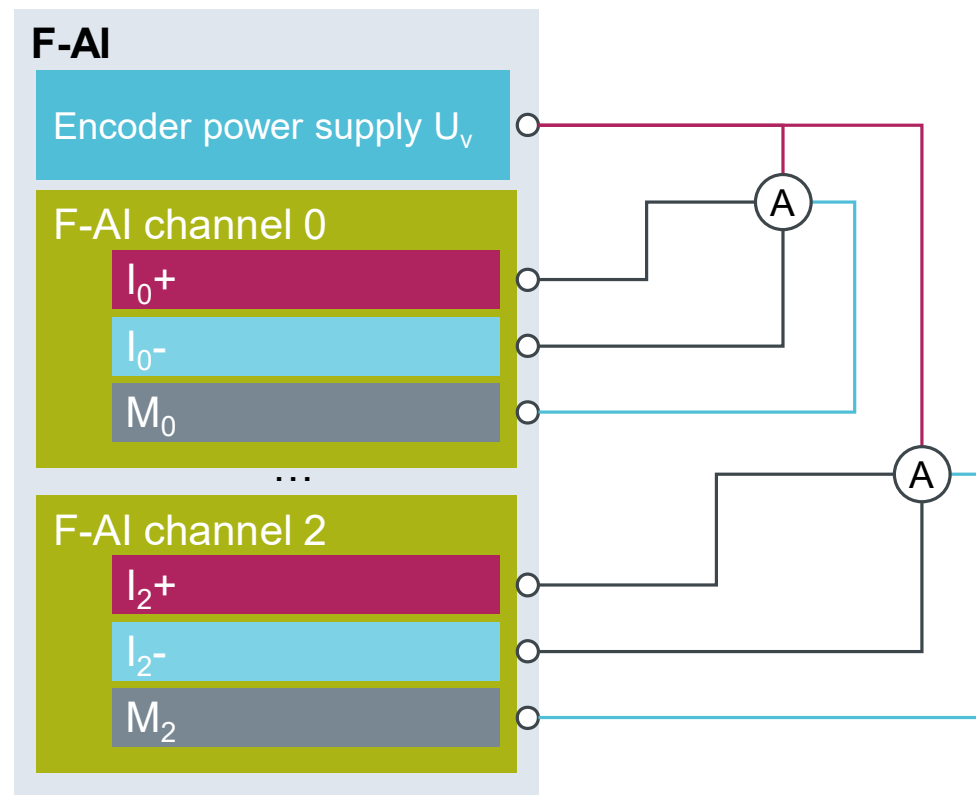 F-AI
Encoder power supply Uᵥ
A
F-AI channel 0
I₀+
I₀-
M₀
...
A
F-AI channel 2
I₂+
I₂-
M₂